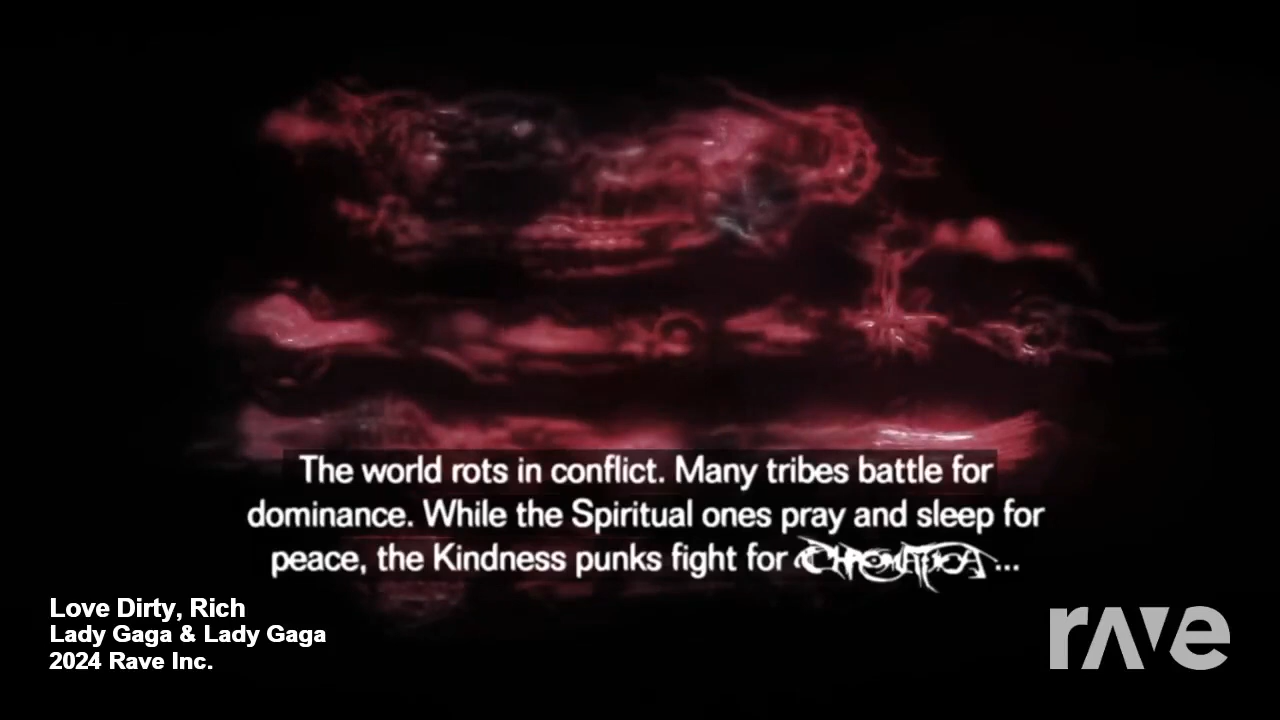 The world rots in conflict. Many tribes battle for
dominance. While the Spiritual ones pray and sleep for
peace, the Kindness punks fight for CHROMATICA...
Love Dirty, Rich
Lady Gaga & Lady Gaga
2024 Rave Inc.
rave